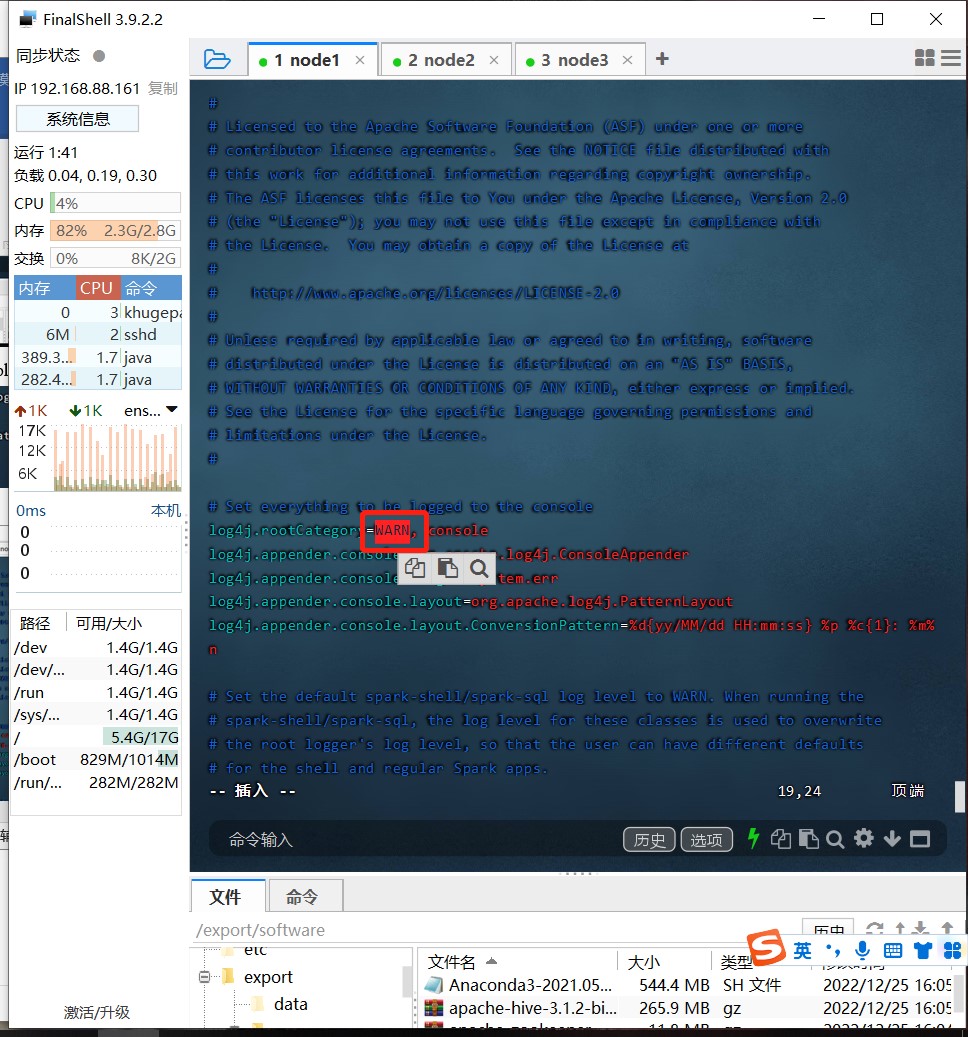 FinalShell 3.9.2.2
同步状态
IP 192.168.88.161 复制
系统信息
运行 1:41
负载 0.04, 0.19, 0.30
CPU 4%
内存 82% 2.3G/2.8G
交换 0% 8K/2G
内存 CPU 命令
0 3 khugepa
6M 2 sshd
389.3... 1.7 java
282.4... 1.7 java
1K 1K ens...
17K
12K
6K
0ms 本机
0
0
0
路径 可用/大小
/dev 1.4G/1.4G
/dev/... 1.4G/1.4G
/run 1.4G/1.4G
/sys/... 1.4G/1.4G
/ 5.4G/17G
/boot 829M/1014M
/run/... 282M/282M
激活/升级
1 node1 2 node2 3 node3
#
# Licensed to the Apache Software Foundation (ASF) under one or more
# contributor license agreements.  See the NOTICE file distributed with
# this work for additional information regarding copyright ownership.
# The ASF licenses this file to You under the Apache License, Version 2.0
# (the "License"); you may not use this file except in compliance with
# the License.  You may obtain a copy of the License at
#
#    http://www.apache.org/licenses/LICENSE-2.0
#
# Unless required by applicable law or agreed to in writing, software
# distributed under the License is distributed on an "AS IS" BASIS,
# WITHOUT WARRANTIES OR CONDITIONS OF ANY KIND, either express or implied.
# See the License for the specific language governing permissions and
# limitations under the License.
#
# Set everything to be logged to the console
log4j.rootCategory=WARN, console
log4j.appender.console log4j.ConsoleAppender
log4j.appender.console tem.err
log4j.appender.console.layout=org.apache.log4j.PatternLayout
log4j.appender.console.layout.ConversionPattern=%d{yy/MM/dd HH:mm:ss} %p %c{1}: %m%
n
# Set the default spark-shell/spark-sql log level to WARN. When running the
# spark-shell/spark-sql, the log level for these classes is used to overwrite
# the root logger's log level, so that the user can have different defaults
# for the shell and regular Spark apps.
-- 插入 -- 19,24 顶端
命令输入 历史 选项
文件 命令
/export/software 历史
etc
export
data
文件名 大小 类型 修改时间
Anaconda3-2021.05... 544.4 MB SH 文件 2022/12/25 16:05
apache-hive-3.1.2-bi... 265.9 MB gz 2022/12/25 16:05
英